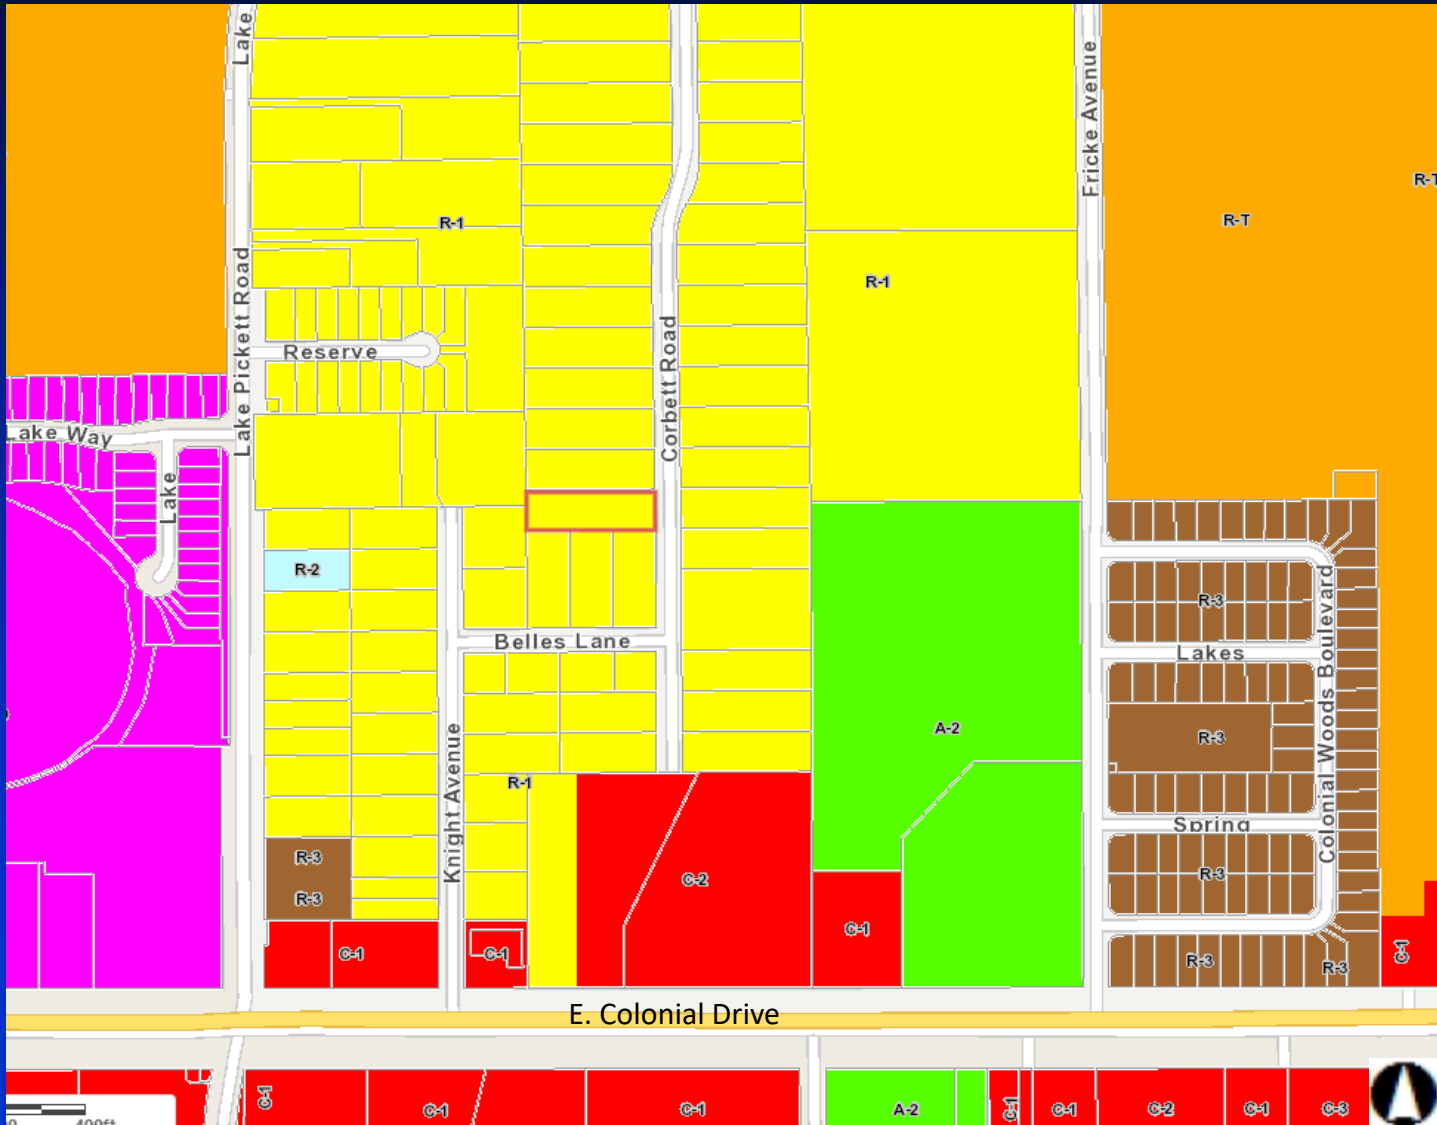 Lake
Fricke Avenue
R-T
R-T
R-1
R-1
Lake Pickett Road
Reserve
Corbett Road
Lake Way
Lake
R-2
R-3
Belles Lane
Lakes
Colonial Woods Boulevard
A-2
R-3
Knight Avenue
R-1
Spring
R-3
R-3
C-2
R-3
R-3
C-1
C-1
C-1
C-1
R-3
R-3
E. Colonial Drive
C-1
C-1
C-1
A-2
C-1
C-1
C-2
C-1
C-3
400ft